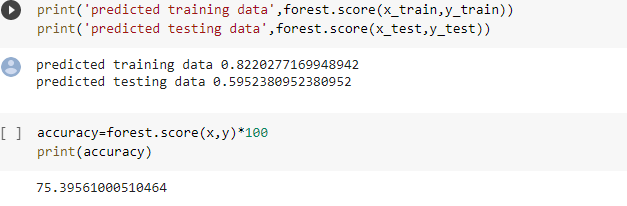 print('predicted training data',forest.score(x_train,y_train))
print('predicted testing data',forest.score(x_test,y_test))
predicted training data 0.8220277169948942
predicted testing data 0.5952380952380952
[ ] accuracy=forest.score(x,y)*100
print(accuracy)
75.39561000510464